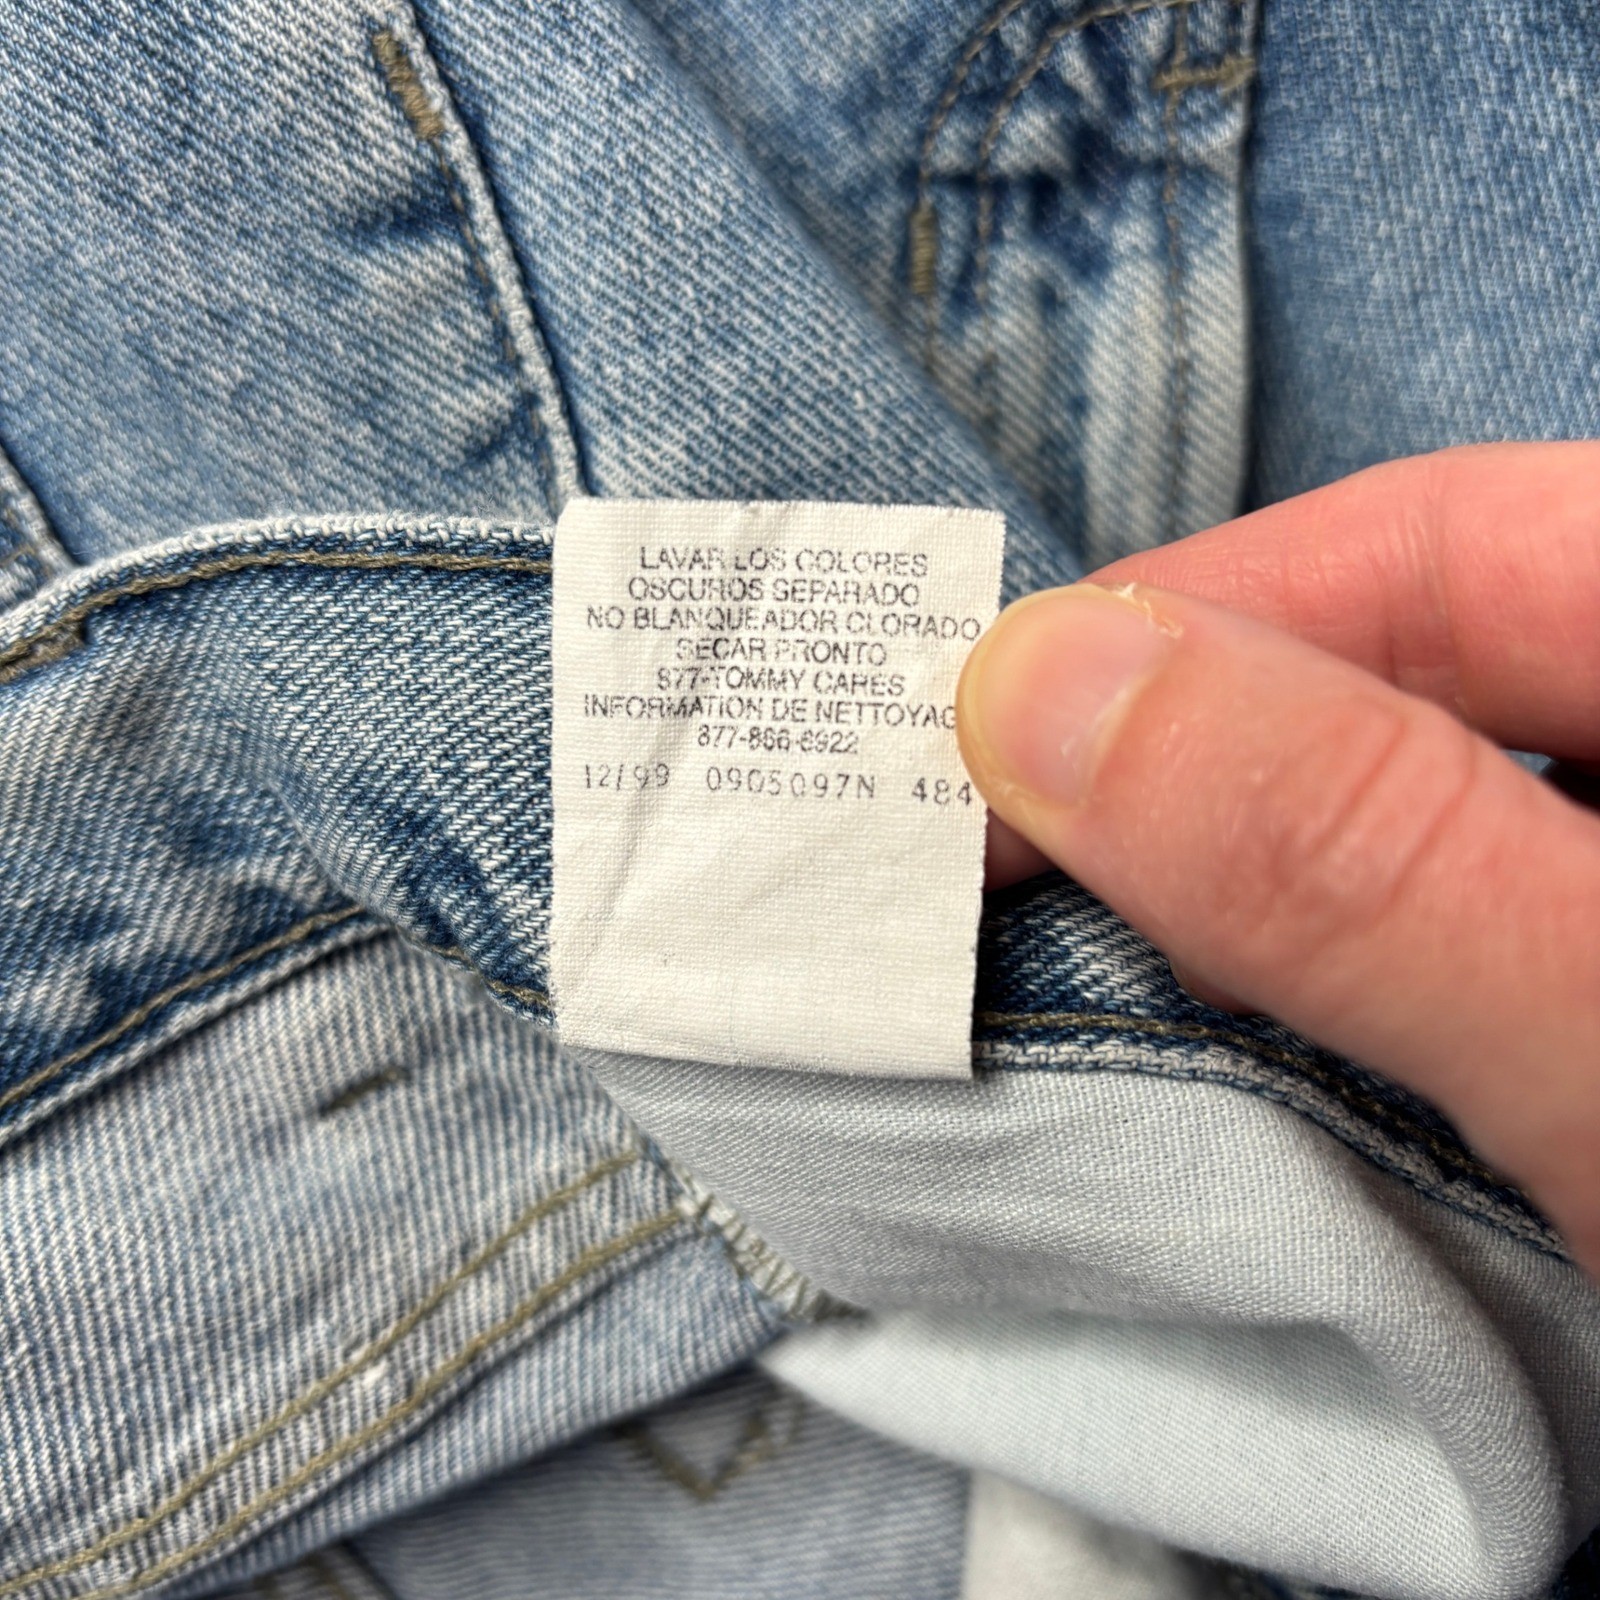 LAVAR LOS COLORES
OSCUROS SEPARADO
NO BLANQUEADOR CLORADO
SECAR PRONTO
877-TOMMY CARES
INFORMATION DE NETTOYAG
877-866-6922
12/99 0905097N 484